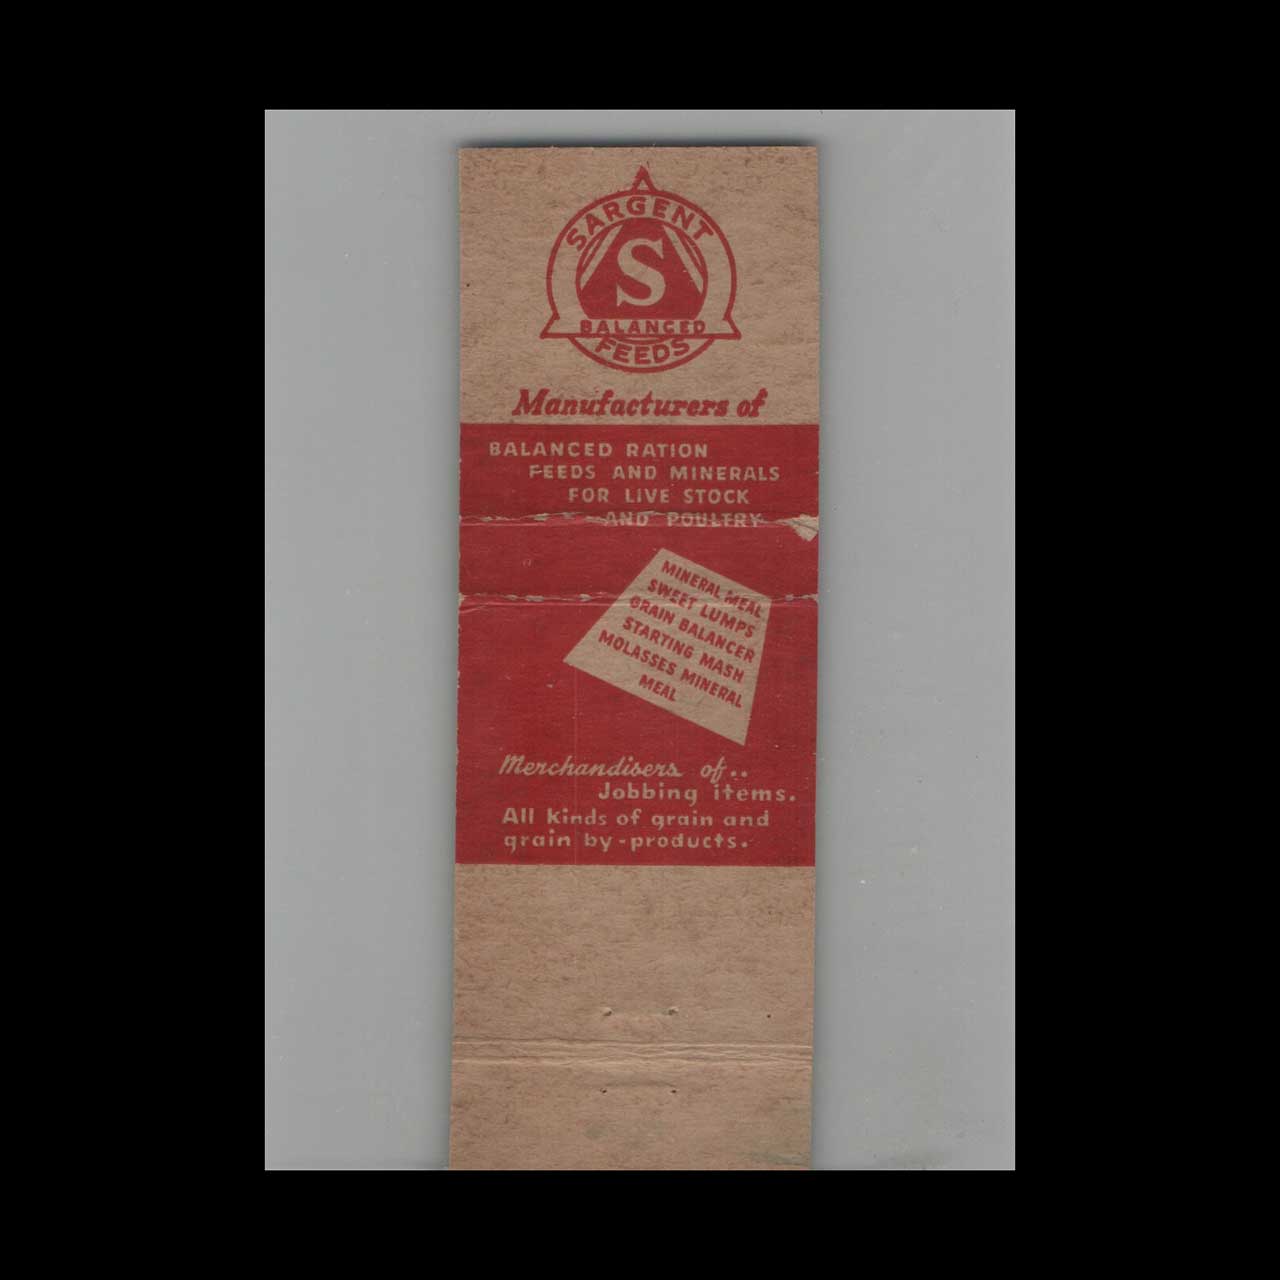 SARGENT
S
BALANCED
FEEDS
Manufacturers of
BALANCED RATION
FEEDS AND MINERALS
FOR LIVE STOCK
AND POULTRY
MINERAL MEAL
SWEET LUMPS
GRAIN BALANCER
STARTING MASH
MOLASSES MINERAL
MEAL
Merchandisers of..
Jobbing items.
All kinds of grain and
grain by-products.